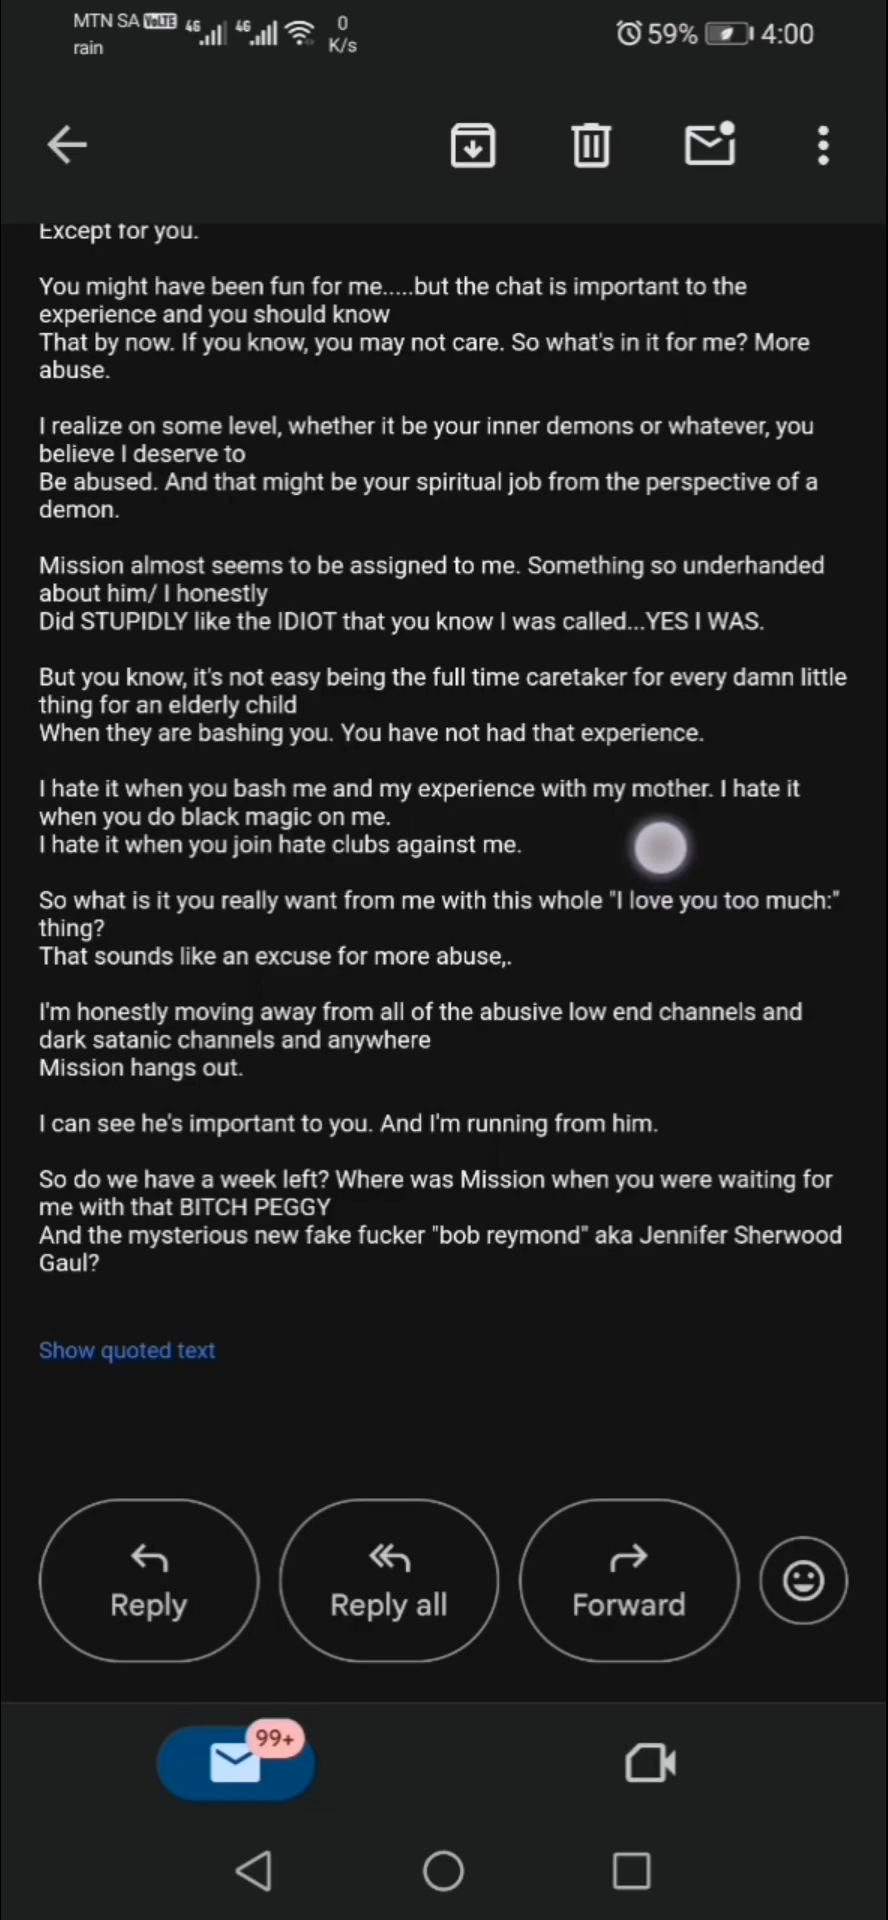 MTN SA VoLTE 4G 4G 0 59% 4:00
rain K/s
Except for you.
You might have been fun for me.....but the chat is important to the
experience and you should know
That by now. If you know, you may not care. So what's in it for me? More
abuse.
I realize on some level, whether it be your inner demons or whatever, you
believe I deserve to
Be abused. And that might be your spiritual job from the perspective of a
demon.
Mission almost seems to be assigned to me. Something so underhanded
about him/ I honestly
Did STUPIDLY like the IDIOT that you know I was called...YES I WAS.
But you know, it's not easy being the full time caretaker for every damn little
thing for an elderly child
When they are bashing you. You have not had that experience.
I hate it when you bash me and my experience with my mother. I hate it
when you do black magic on me.
I hate it when you join hate clubs against me.
So what is it you really want from me with this whole "I love you too much:"
thing?
That sounds like an excuse for more abuse,.
I'm honestly moving away from all of the abusive low end channels and
dark satanic channels and anywhere
Mission hangs out.
I can see he's important to you. And I'm running from him.
So do we have a week left? Where was Mission when you were waiting for
me with that BITCH PEGGY
And the mysterious new fake fucker "bob reymond" aka Jennifer Sherwood
Gaul?
Show quoted text
Reply Reply all Forward
99+